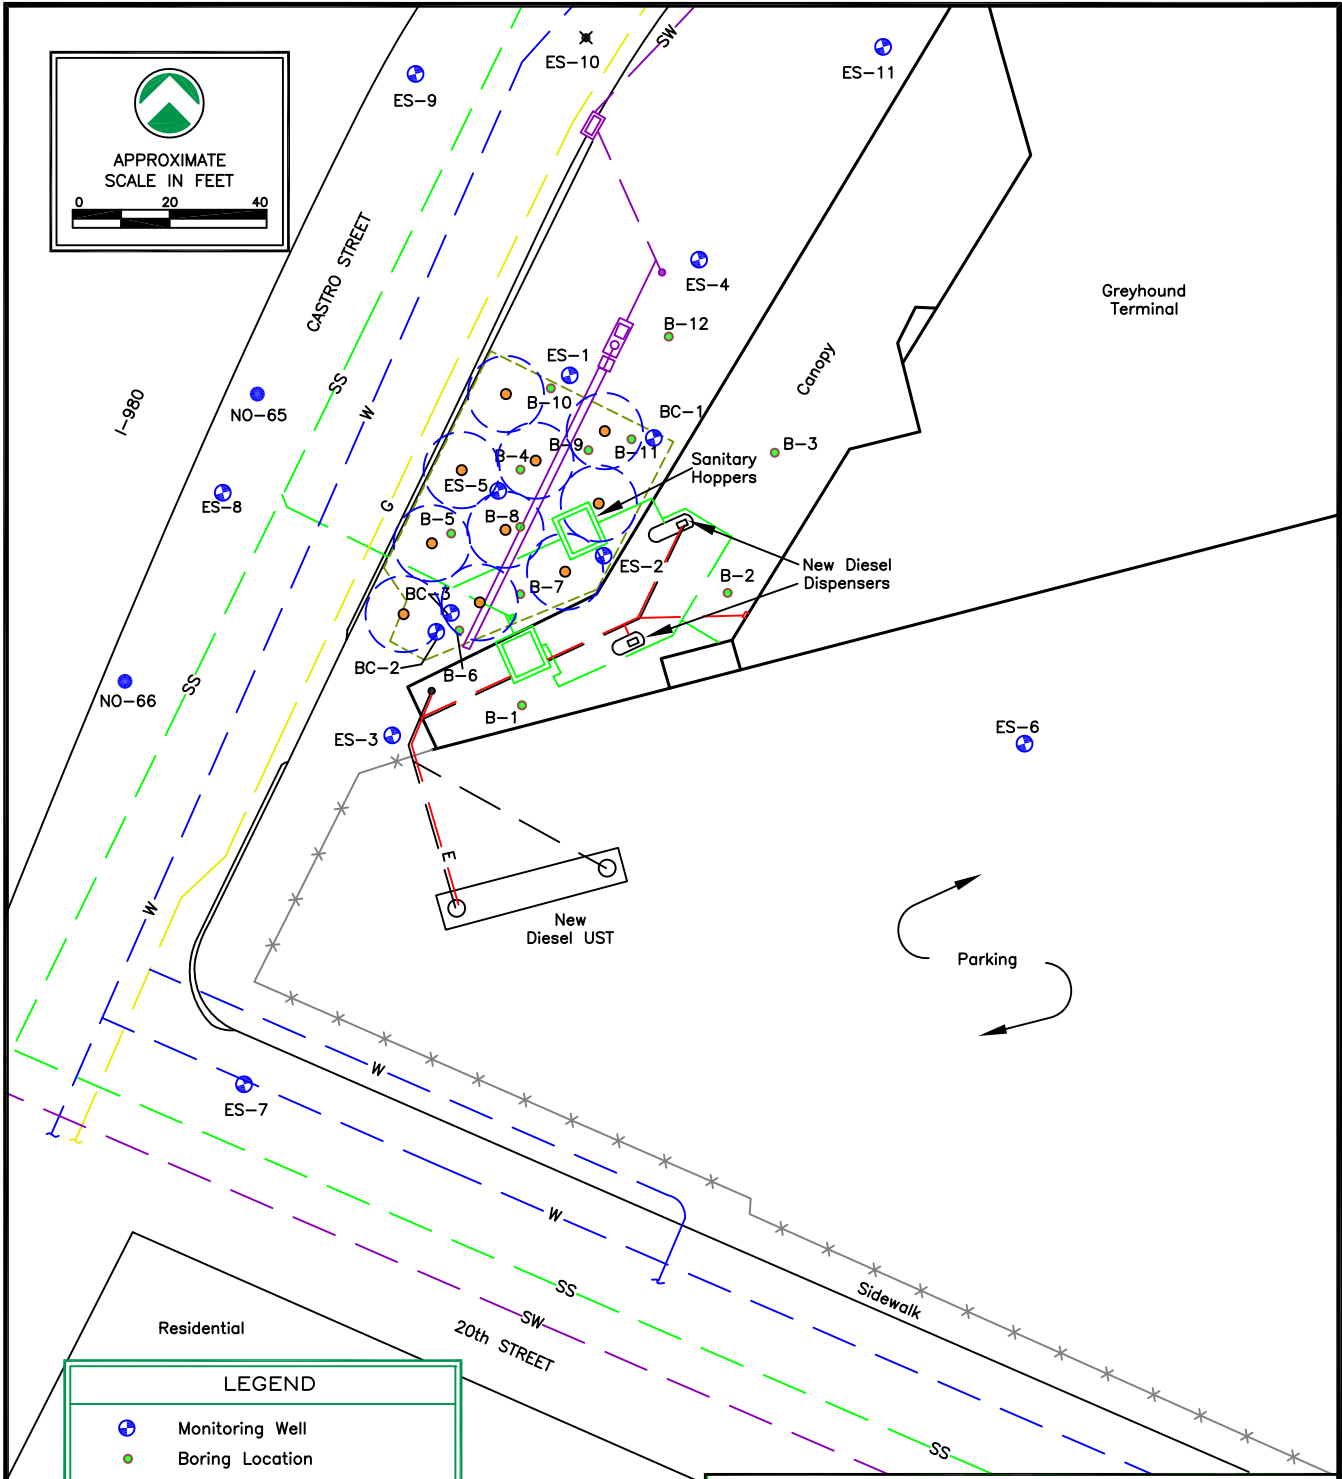 SW
ES-10
ES-11
ES-9
APPROXIMATE
SCALE IN FEET
0 20 40
CASTRO STREET
ES-4
Greyhound
Terminal
B-12
ES-1
Canopy
SS
B-10
I-980
NO-65
W
BC-1
B-9
B-11
B-3
B-4
Sanitary
Hoppers
ES-5
ES-8
G
B-5
B-8
ES-2
New Diesel
Dispensers
B-7
B-2
BC-3
BC-2
B-6
SS
NO-66
B-1
ES-3
ES-6
E
W
New
Diesel UST
Parking
W
ES-7
W
SS
Sidewalk
SW
Residential
20th STREET
LEGEND
Monitoring Well
Boring Location
SS